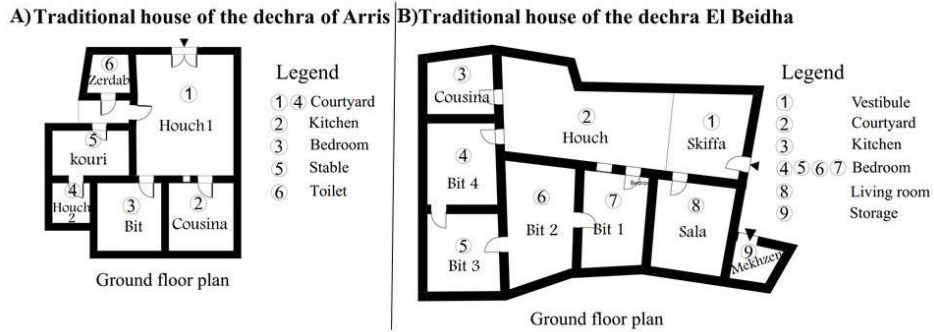 A) Traditional house of the dechra of Arris
⑥
Zerdab
①
Houch 1
⑤
kouri
④
Houch
2
③
Bit
②
Cousina
Legend
① ④ Courtyard
② Kitchen
③ Bedroom
⑤ Stable
⑥ Toilet
Ground floor plan
B) Traditional house of the dechra El Beidha
③
Cousina
②
Houch
①
Skiffa
④
Bit 4
⑥
Bit 2
⑦
Bit 1
Bedroo
⑧
Sala
⑤
Bit 3
⑨
Mekhzen
Legend
① Vestibule
② Courtyard
③ Kitchen
④ ⑤ ⑥ ⑦ Bedroom
⑧ Living room
⑨ Storage
Ground floor plan